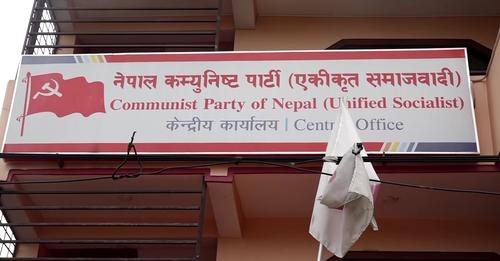 नेपाल कम्युनिष्ट पार्टी (एकीकृत समाजवादी)
Communist Party of Nepal (Unified Socialist)
केन्द्रीय कार्यालय | Central Office